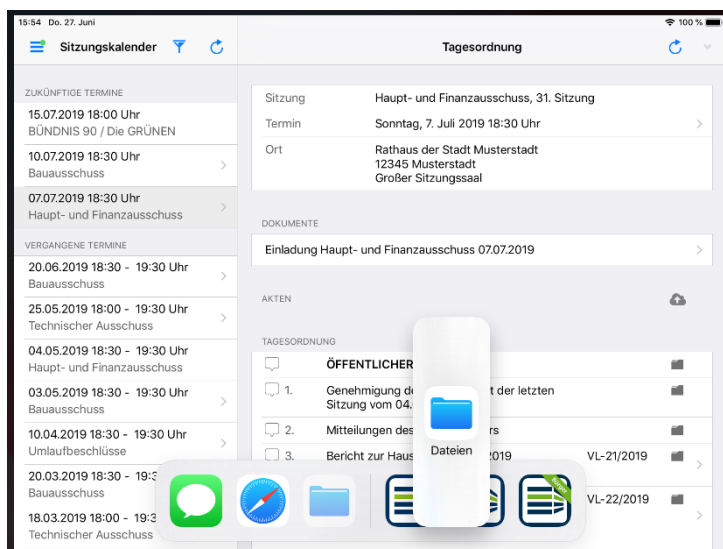 15:54 Do. 27. Juni
100 %
Sitzungskalender
Tagesordnung
ZUKÜNFTIGE TERMINE
15.07.2019 18:00 Uhr
BÜNDNIS 90 / Die GRÜNEN
10.07.2019 18:30 Uhr
Bauausschuss
07.07.2019 18:30 Uhr
Haupt- und Finanzausschuss
VERGANGENE TERMINE
20.06.2019 18:30 - 19:30 Uhr
Bauausschuss
25.05.2019 18:00 - 19:30 Uhr
Technischer Ausschuss
04.05.2019 18:30 - 19:30 Uhr
Haupt- und Finanzausschuss
03.05.2019 18:30 - 19:30 Uhr
Bauausschuss
10.04.2019 18:30 - 19:30 Uhr
Umlaufbeschlüsse
20.03.2019 18:30 - 19:3
Bauausschuss
18.03.2019 18:00 - 19:3
Technischer Ausschuss
Sitzung Haupt- und Finanzausschuss, 31. Sitzung
Termin Sonntag, 7. Juli 2019 18:30 Uhr
Ort Rathaus der Stadt Musterstadt
12345 Musterstadt
Großer Sitzungssaal
DOKUMENTE
Einladung Haupt- und Finanzausschuss 07.07.2019
AKTEN
TAGESORDNUNG
ÖFFENTLICHER
1. Genehmigung de t der letzten
Sitzung vom 04.
2. Mitteilungen des rs
3. Bericht zur Haus 2019 VL-21/2019
VL-22/2019
Dateien
Bürger